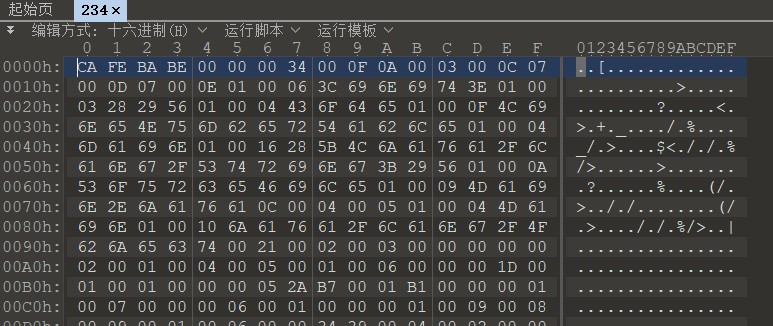 起始页 234 ×
编辑方式: 十六进制(H) 运行脚本 运行模板
0 1 2 3 4 5 6 7 8 9 A B C D E F 0123456789ABCDEF
0000h: CA FE BA BE 00 00 00 34 00 0F 0A 00 03 00 0C 07 ..[.............
0010h: 00 0D 07 00 0E 01 00 06 3C 69 6E 69 74 3E 01 00 ..........>.....
0020h: 03 28 29 56 01 00 04 43 6F 64 65 01 00 0F 4C 69 ........?.....<.
0030h: 6E 65 4E 75 6D 62 65 72 54 61 62 6C 65 01 00 04 >.+._..../.%....
0040h: 6D 61 69 6E 01 00 16 28 5B 4C 6A 61 76 61 2F 6C _/.>....$<./././.%
0050h: 61 6E 67 2F 53 74 72 69 6E 67 3B 29 56 01 00 0A />......>.......
0060h: 53 6F 75 72 63 65 46 69 6C 65 01 00 09 4D 61 69 .?......%....(/.
0070h: 6E 2E 6A 61 76 61 0C 00 04 00 05 01 00 04 4D 61 >../././......(/
0080h: 69 6E 01 00 10 6A 61 76 61 2F 6C 61 6E 67 2F 4F .>..../././.%/>..|
0090h: 62 6A 65 63 74 00 21 00 02 00 03 00 00 00 00 00 ................
00A0h: 02 00 01 00 04 00 05 00 01 00 06 00 00 00 1D 00 ................
00B0h: 01 00 01 00 00 00 05 2A B7 00 01 B1 00 00 00 01 ................
00C0h: 00 07 00 00 00 06 00 01 00 00 00 01 00 09 00 08 ................